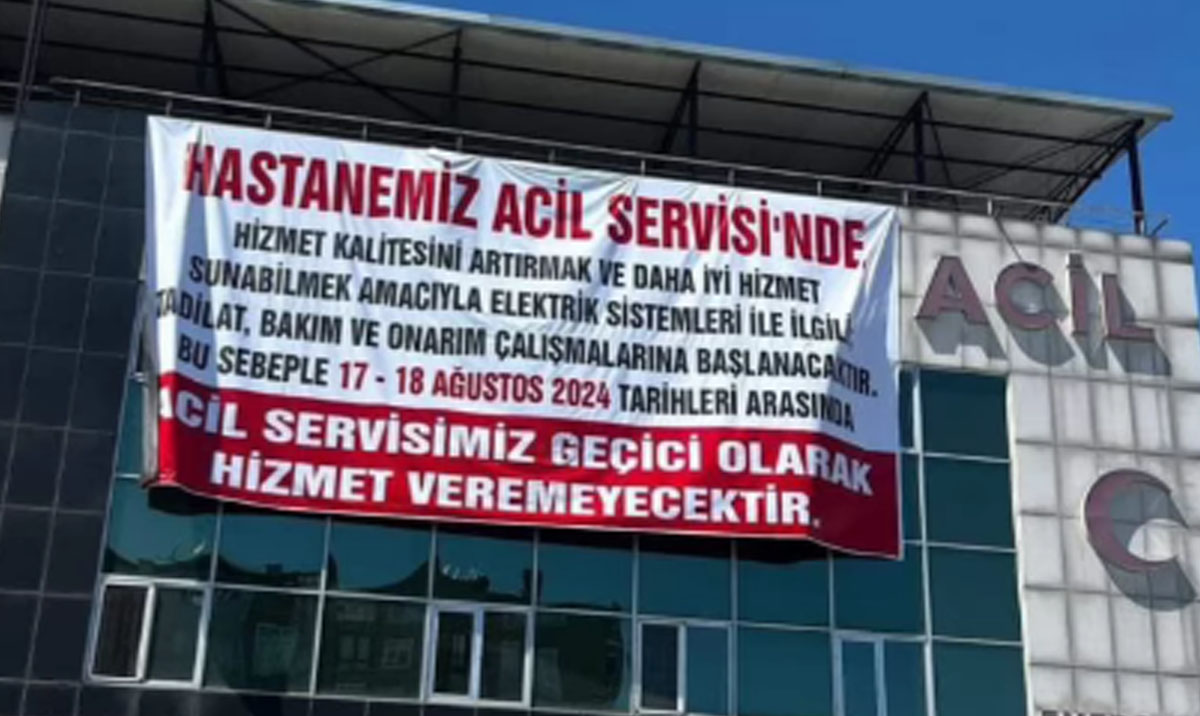 HASTANEMİZ ACİL SERVİSİ'NDE
HİZMET KALİTESİNİ ARTIRMAK VE DAHA İYİ HİZMET
SUNABİLMEK AMACIYLA ELEKTRİK SİSTEMLERİ İLE İLGİLİ
TADİLAT, BAKIM VE ONARIM ÇALIŞMALARINA BAŞLANACAKTIR.
BU SEBEPLE 17 - 18 AĞUSTOS 2024 TARİHLERİ ARASINDA
ACİL SERVİSİMİZ GEÇİCİ OLARAK
HİZMET VEREMEYECEKTİR.
ACİL